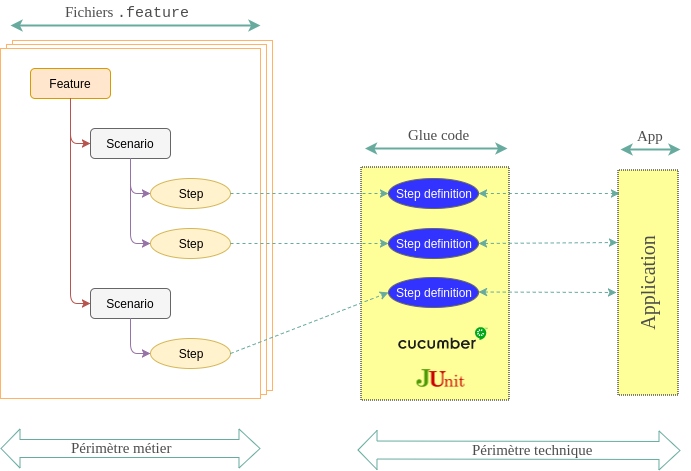 Fichiers .feature
Feature
Scenario
Step
Step
Scenario
Step
Glue code
Step definition
Step definition
Step definition
cucumber
JUnit
App
Application
Périmètre métier
Périmètre technique